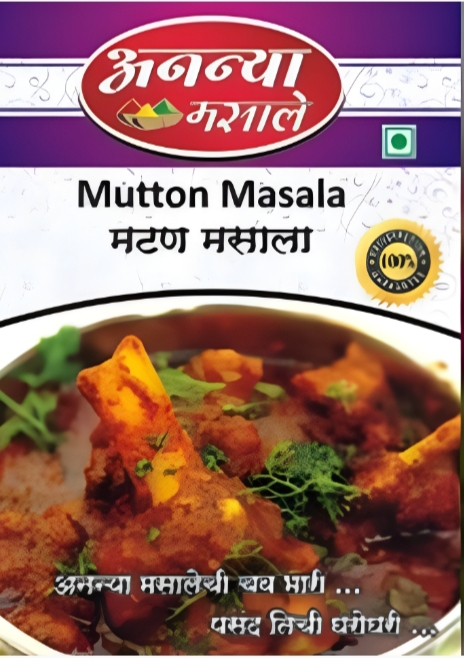 अनन्या
मसाले
Mutton Masala
मटण मसाला
100%
अनन्या मसालेची चव भारी ...
पसंद तिची घरोघरी ...